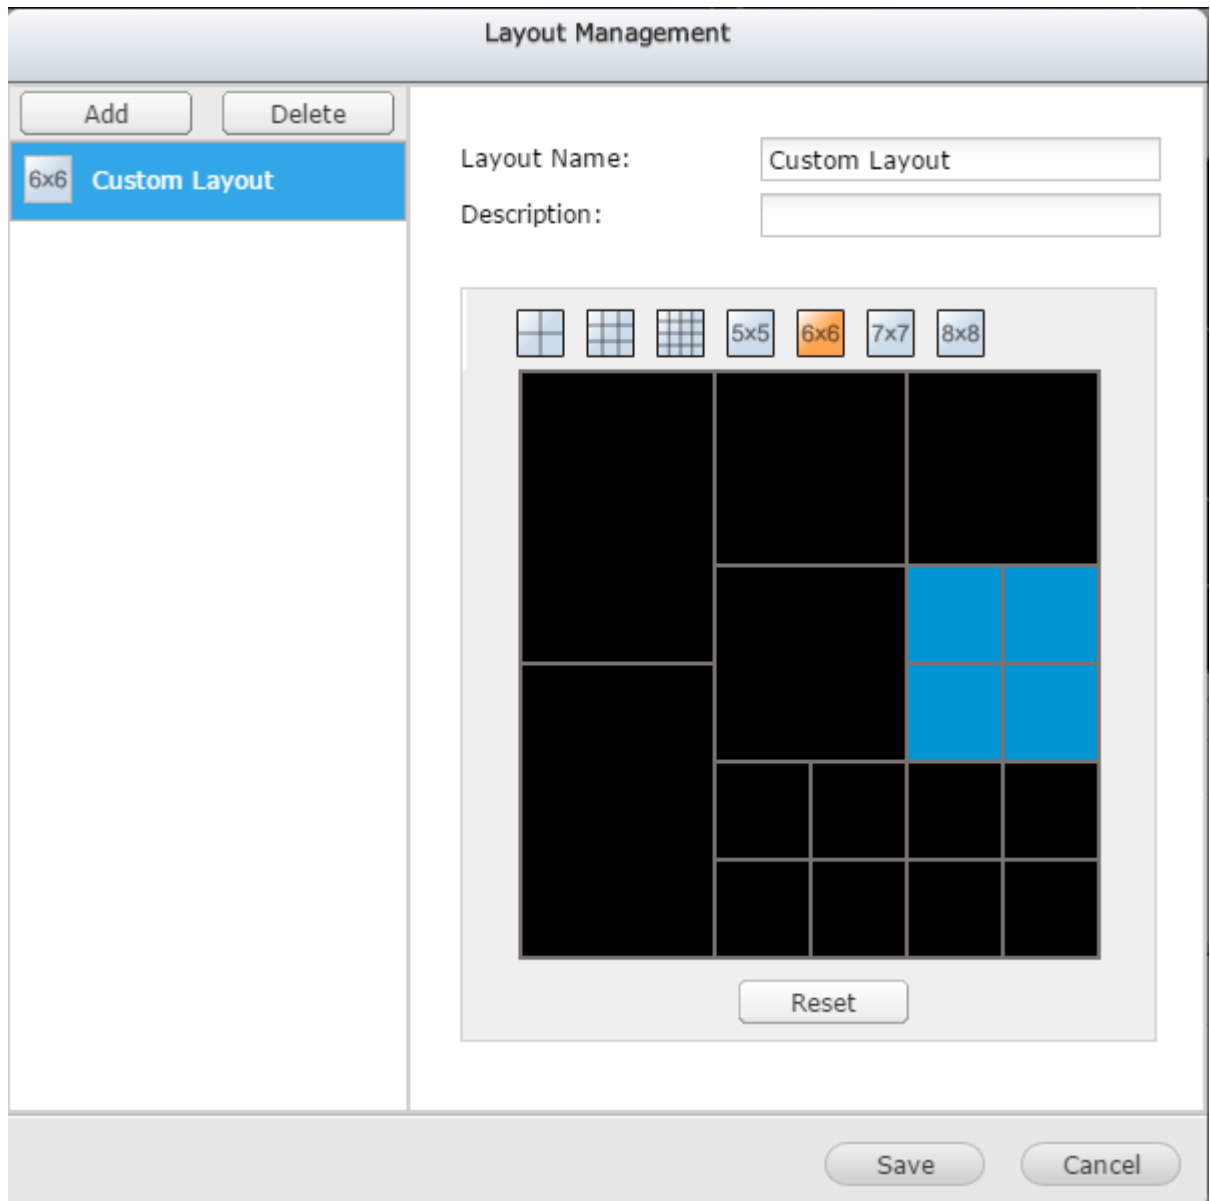 Layout Management
Add Delete
6x6 Custom Layout
Layout Name: Custom Layout
Description:
5x5 6x6 7x7 8x8
Reset
Save Cancel